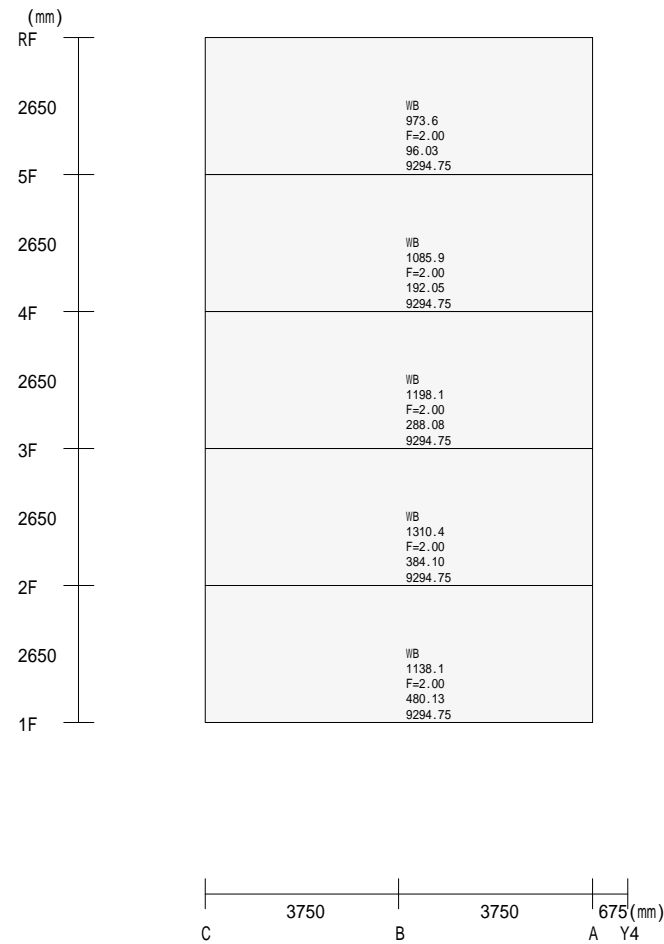 (mm)
RF
2650
WB
973.6
F=2.00
96.03
9294.75
5F
2650
WB
1085.9
F=2.00
192.05
9294.75
4F
2650
WB
1198.1
F=2.00
288.08
9294.75
3F
2650
WB
1310.4
F=2.00
384.10
9294.75
2F
2650
WB
1138.1
F=2.00
480.13
9294.75
1F
3750 3750 675(mm)
C B A Y4